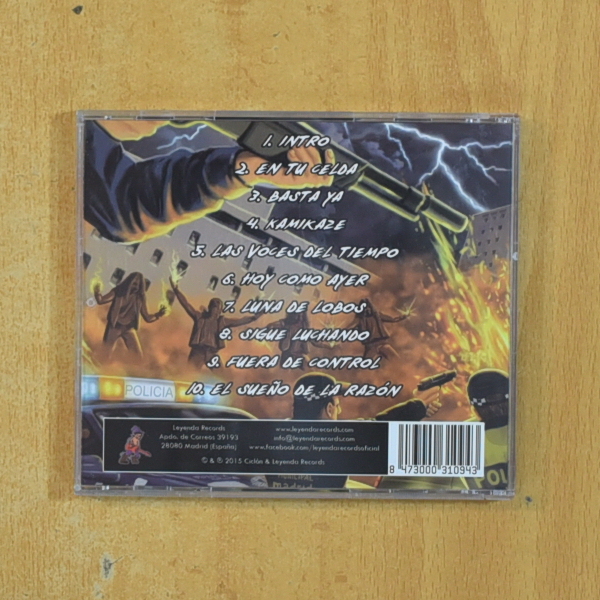 1. INTRO
2. EN TU CELDA
3. BASTA YA
4. KAMIKAZE
5. LAS VOCES DEL TIEMPO
6. HOY COMO AYER
7. LUNA DE LOBOS
8. SIGUE LUCHANDO
9. FUERA DE CONTROL
10. EL SUEÑO DE LA RAZÓN
POLICIA
Leyenda Records
Apdo. de Correos 39193
28080 Madrid (España)
www.leyendarecords.com
info@leyendarecords.com
www.facebook.com/leyendarecordsoficial
© & ℗ 2015 Ciclón & Leyenda Records
8 473000 310943
POL